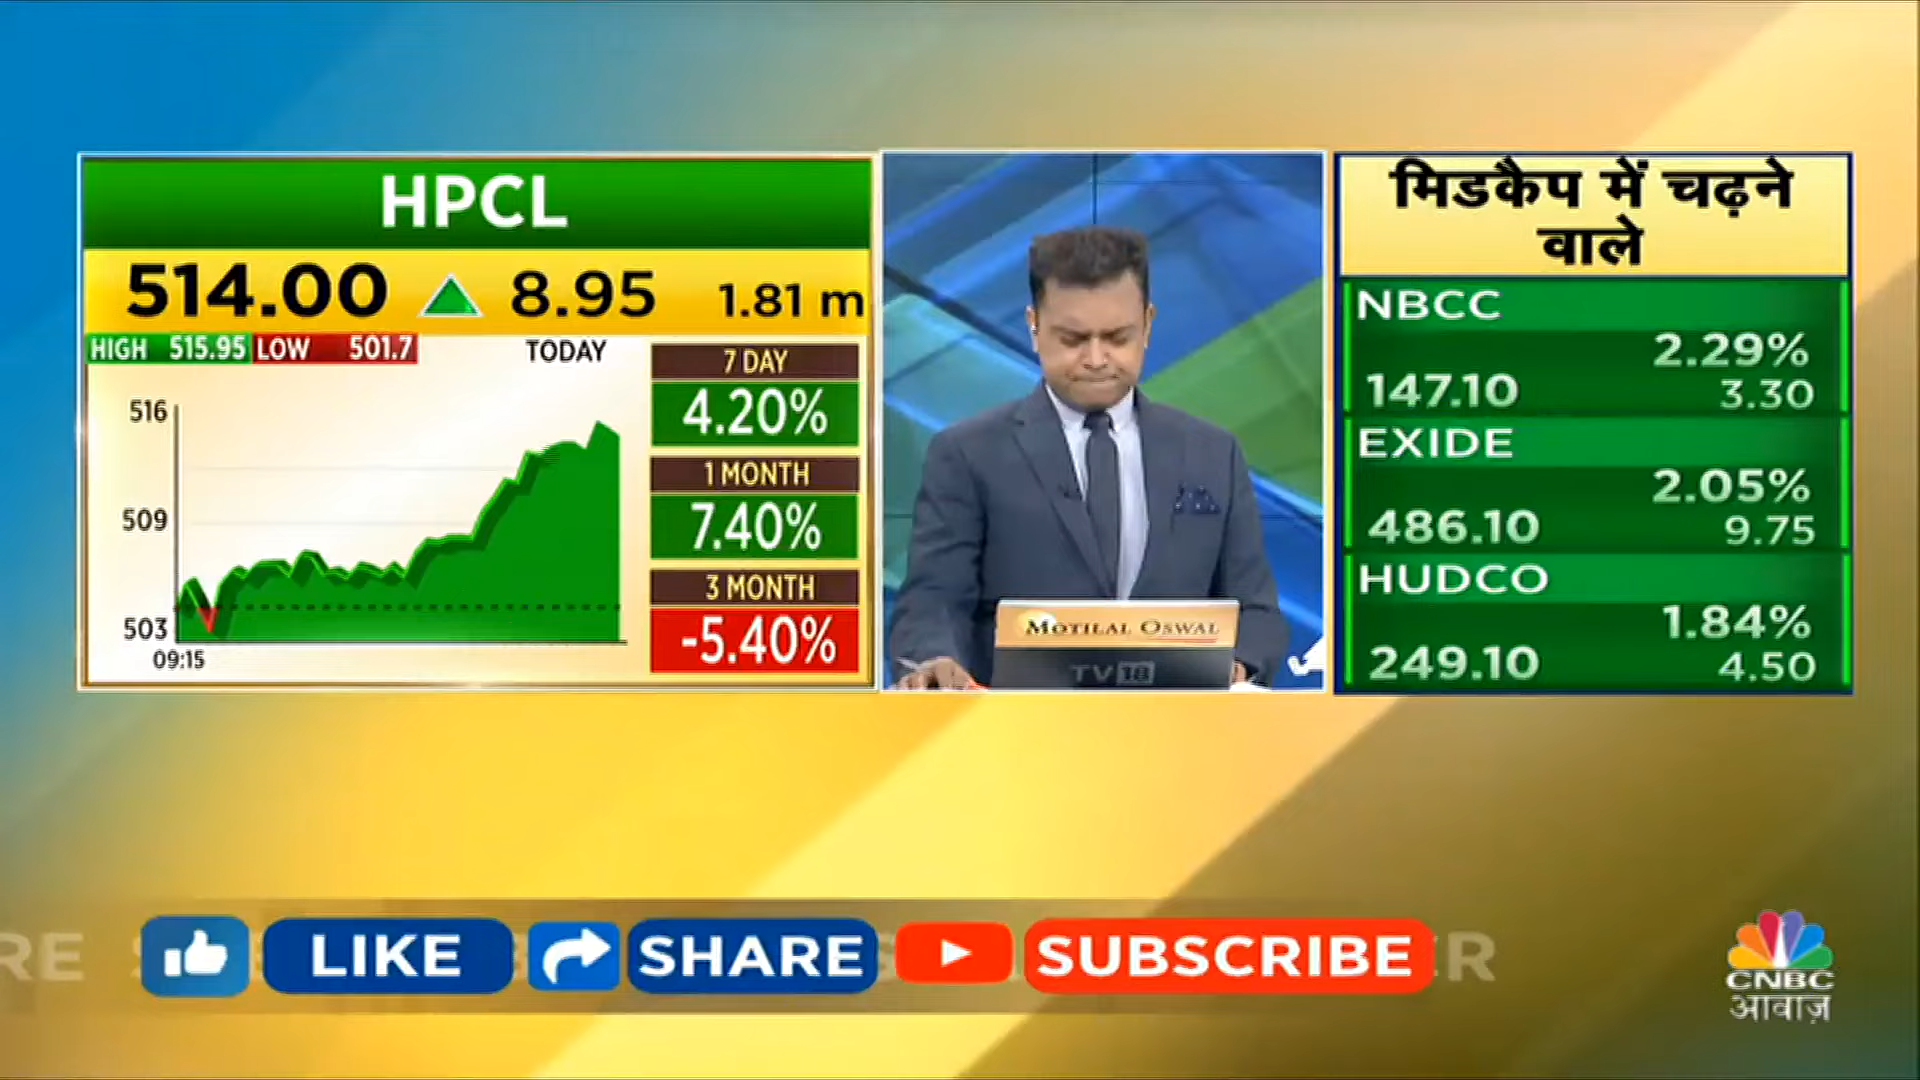 HPCL
514.00 8.95 1.81 m
HIGH 515.95 LOW 501.7 TODAY
516
509
503
09:15
7 DAY
4.20%
1 MONTH
7.40%
3 MONTH
-5.40%
MOTILAL OSWAL
TV18
मिडकैप में चढ़ने
वाले
NBCC
2.29%
147.10 3.30
EXIDE
2.05%
486.10 9.75
HUDCO
1.84%
249.10 4.50
LIKE SHARE SUBSCRIBE
CNBC
आवाज़